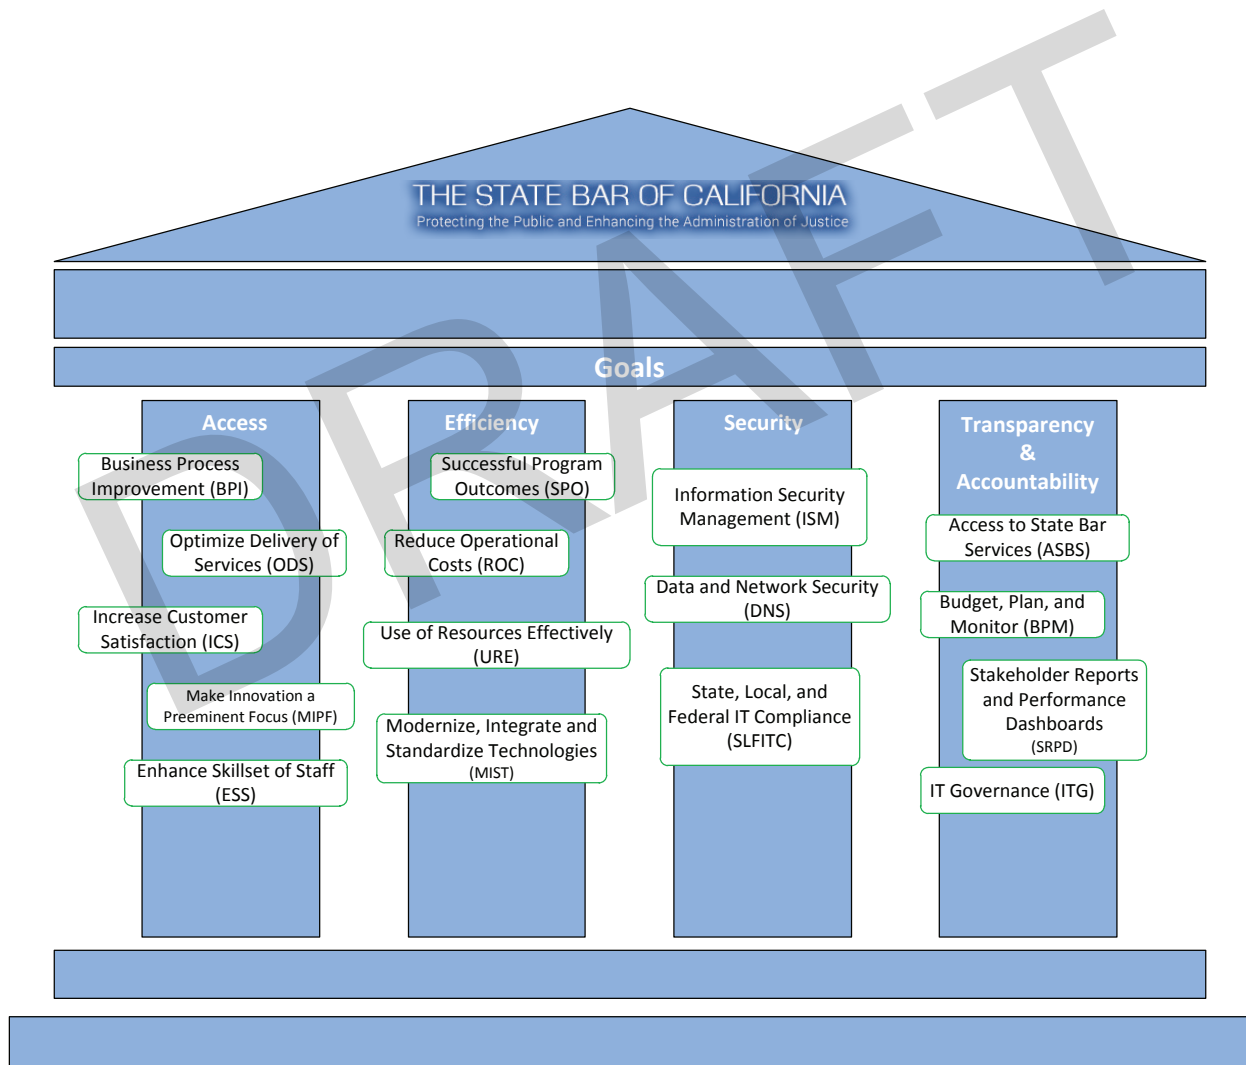 THE STATE BAR OF CALIFORNIA
Protecting the Public and Enhancing the Administration of Justice
Goals
Access
Business Process
Improvement (BPI)
Optimize Delivery of
Services (ODS)
Increase Customer
Satisfaction (ICS)
Make Innovation a
Preeminent Focus (MIPF)
Enhance Skillset of Staff
(ESS)
Efficiency
Successful Program
Outcomes (SPO)
Reduce Operational
Costs (ROC)
Use of Resources Effectively
(URE)
Modernize, Integrate and
Standardize Technologies
(MIST)
Security
Information Security
Management (ISM)
Data and Network Security
(DNS)
State, Local, and
Federal IT Compliance
(SLFITC)
Transparency
&
Accountability
Access to State Bar
Services (ASBS)
Budget, Plan, and
Monitor (BPM)
Stakeholder Reports
and Performance
Dashboards
(SRPD)
IT Governance (ITG)
DRAFT